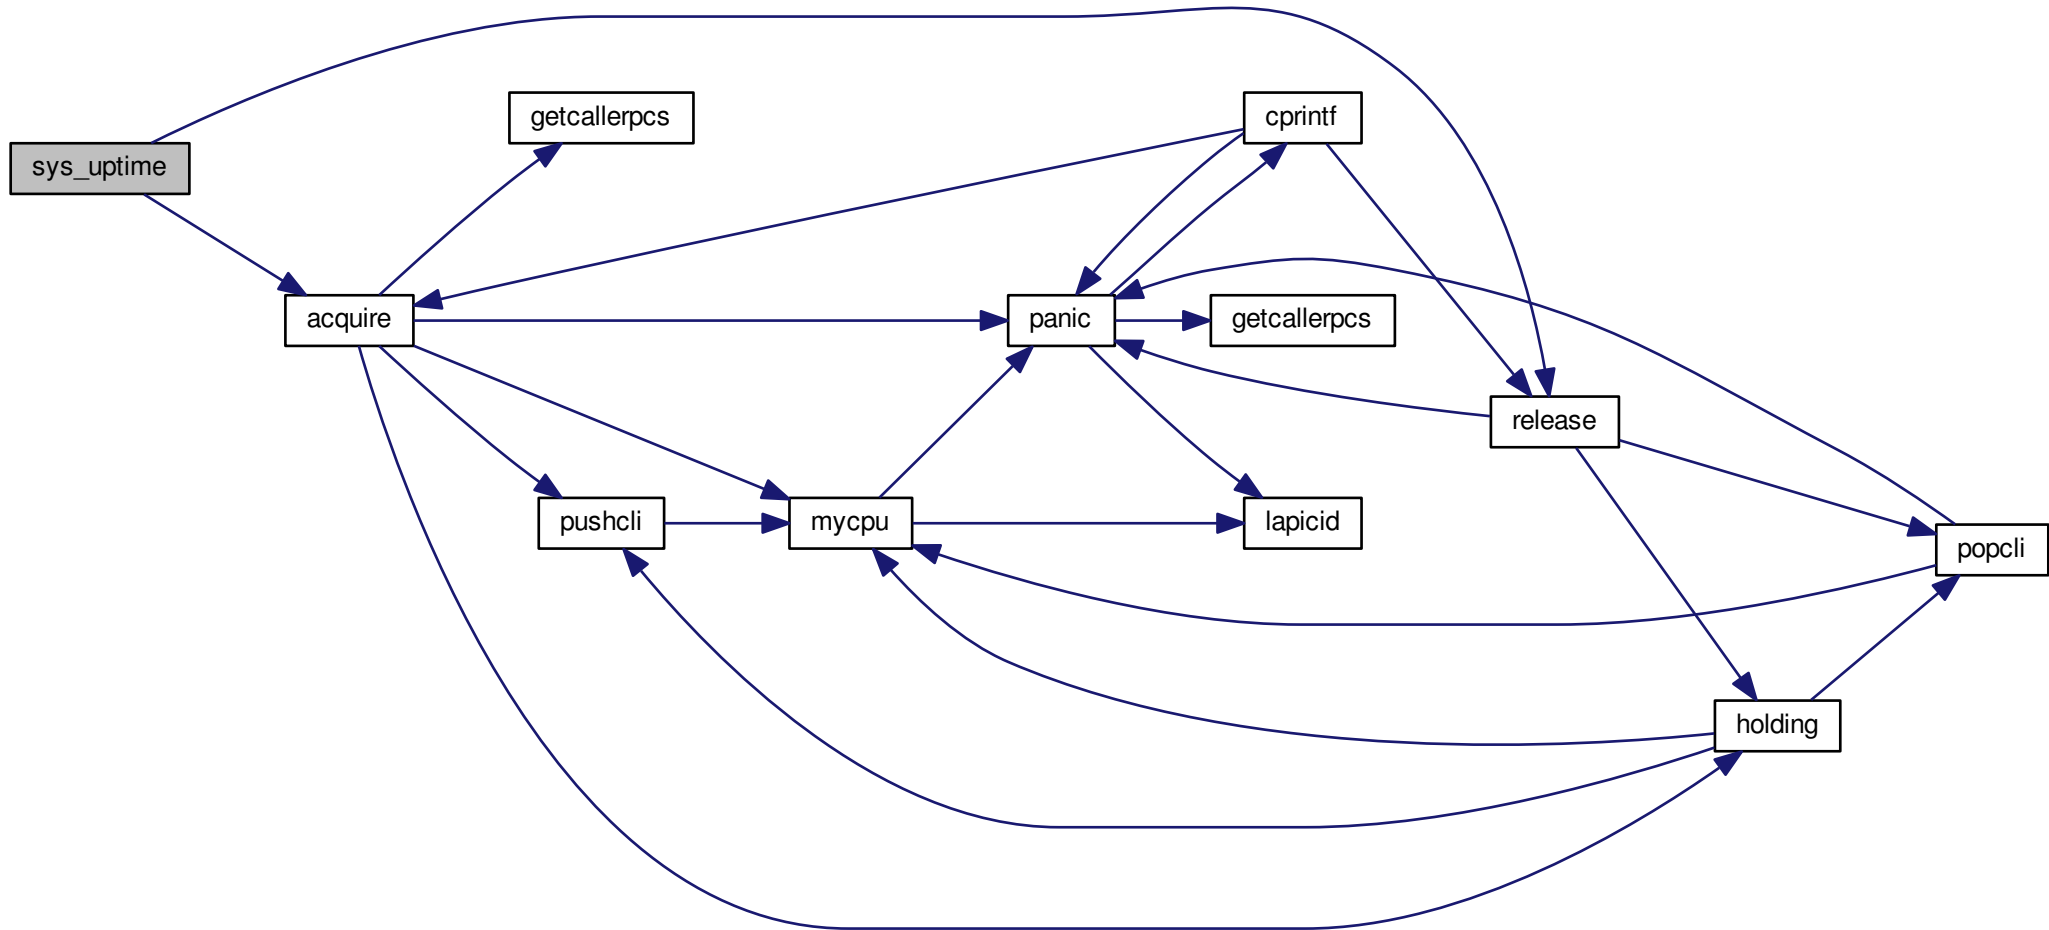 getcallerpcs
cprintf
sys_uptime
acquire
panic
getcallerpcs
release
pushcli
mycpu
lapicid
popcli
holding